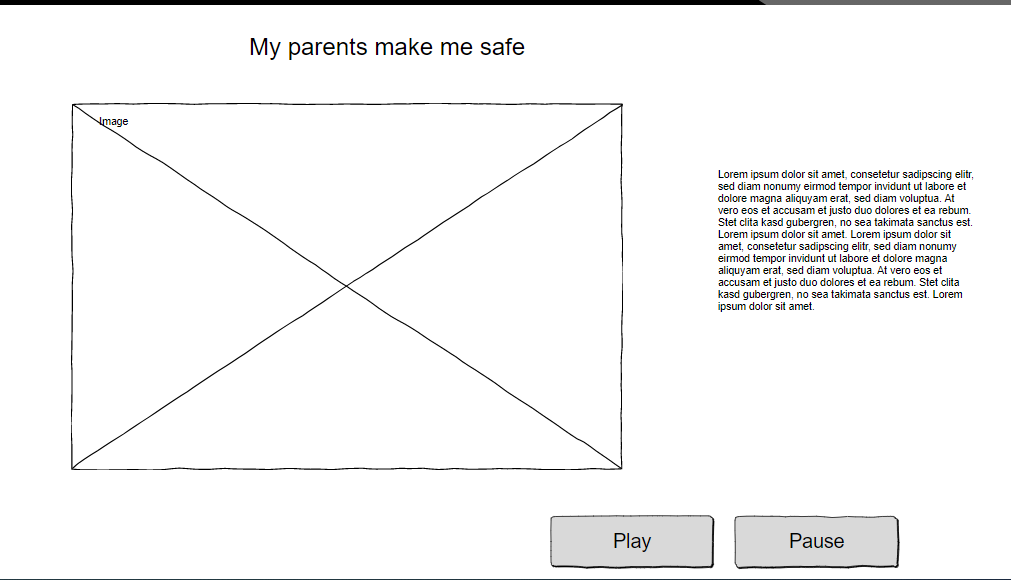 My parents make me safe
Image
Lorem ipsum dolor sit amet, consetetur sadipscing elitr,
sed diam nonumy eirmod tempor invidunt ut labore et
dolore magna aliquyam erat, sed diam voluptua. At
vero eos et accusam et justo duo dolores et ea rebum.
Stet clita kasd gubergren, no sea takimata sanctus est.
Lorem ipsum dolor sit amet. Lorem ipsum dolor sit
amet, consetetur sadipscing elitr, sed diam nonumy
eirmod tempor invidunt ut labore et dolore magna
aliquyam erat, sed diam voluptua. At vero eos et
accusam et justo duo dolores et ea rebum. Stet clita
kasd gubergren, no sea takimata sanctus est. Lorem
ipsum dolor sit amet.
Play
Pause